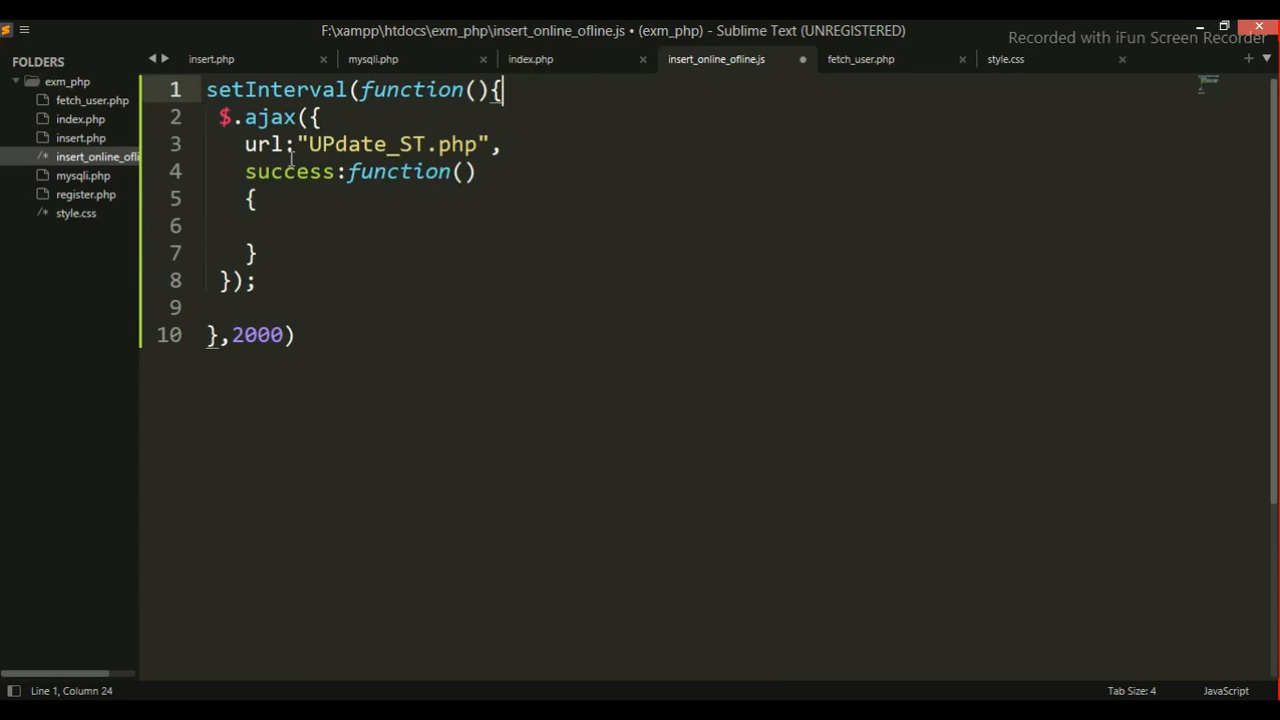 F:\xampp\htdocs\exm_php\insert_online_ofline.js • (exm_php) - Sublime Text (UNREGISTERED)
Recorded with iFun Screen Recorder
FOLDERS
exm_php
fetch_user.php
index.php
insert.php
insert_online_ofli
mysqli.php
register.php
style.css
insert.php
mysqli.php
index.php
insert_online_ofline.js
fetch_user.php
style.css
1 setInterval(function(){
2 $.ajax({
3 url:"UPdate_ST.php",
4 success:function()
5 {
6
7 }
8 });
9
10 },2000)
Line 1, Column 24
Tab Size: 4
JavaScript